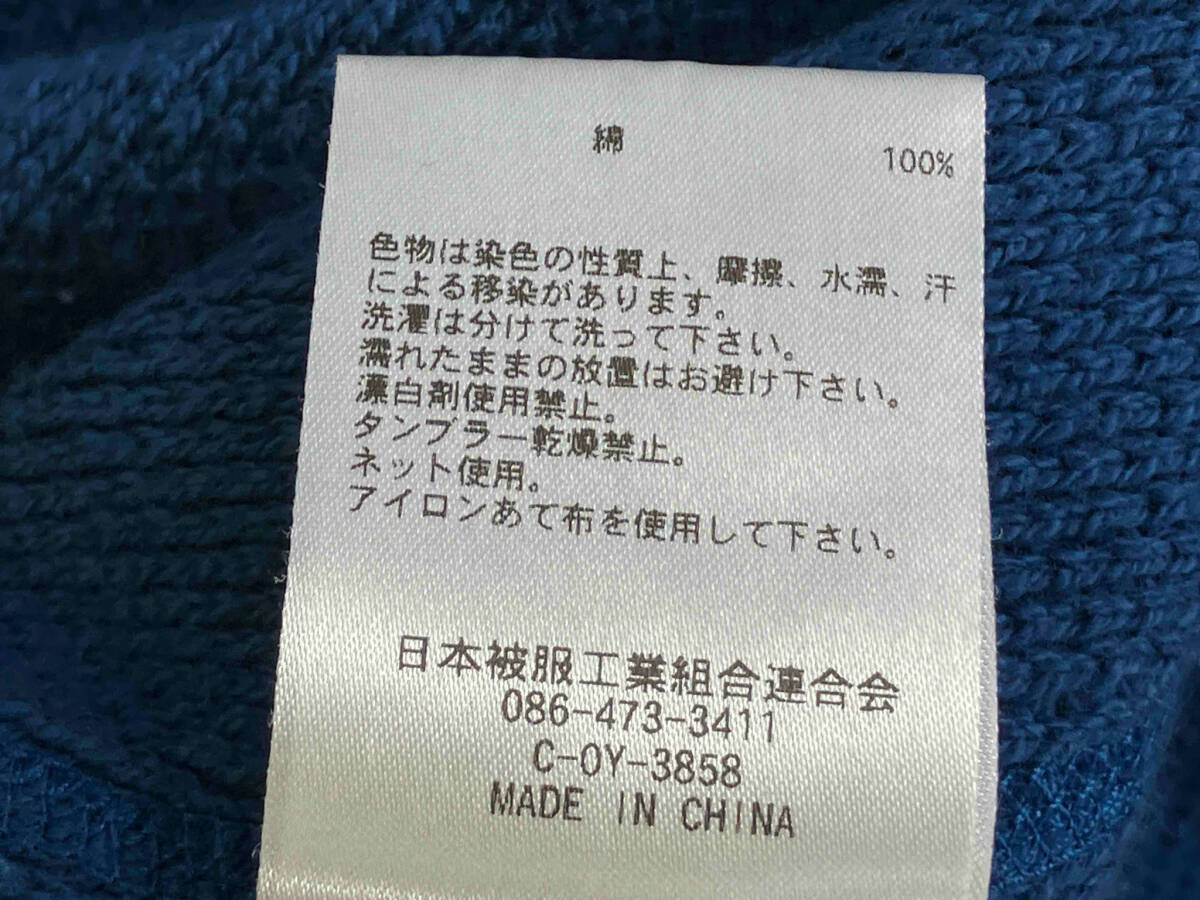 綿 100%
色物は染色の性質上、摩擦、水濡、汗
による移染があります。
洗濯は分けて洗って下さい。
濡れたままの放置はお避け下さい。
漂白剤使用禁止。
タンブラー乾燥禁止。
ネット使用。
アイロンあて布を使用して下さい。
日本被服工業組合連合会
086-473-3411
C-0Y-3858
MADE IN CHINA